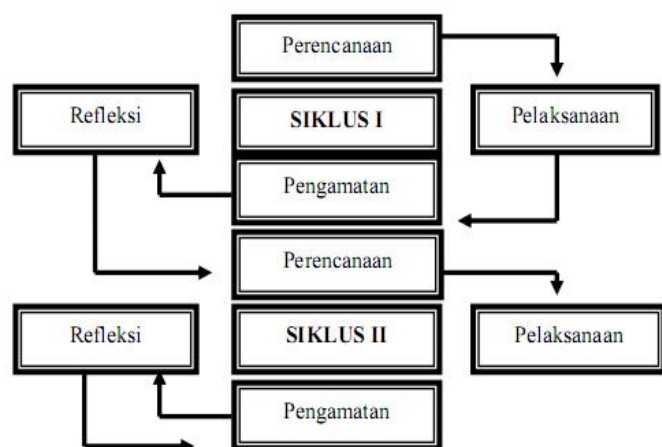 Perencanaan
Refleksi
SIKLUS I
Pelaksanaan
Pengamatan
Perencanaan
Refleksi
SIKLUS II
Pelaksanaan
Pengamatan